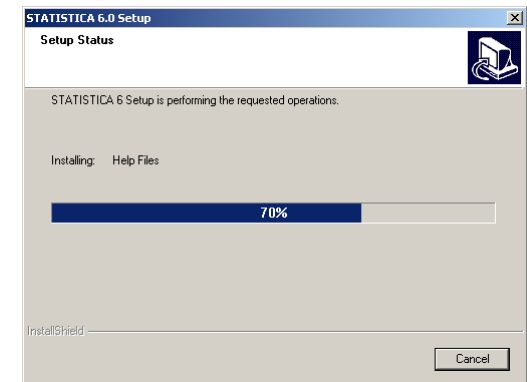 STATISTICA 6.0 Setup
Setup Status
STATISTICA 6 Setup is performing the requested operations.
Installing: Help Files
70%
InstallShield
Cancel